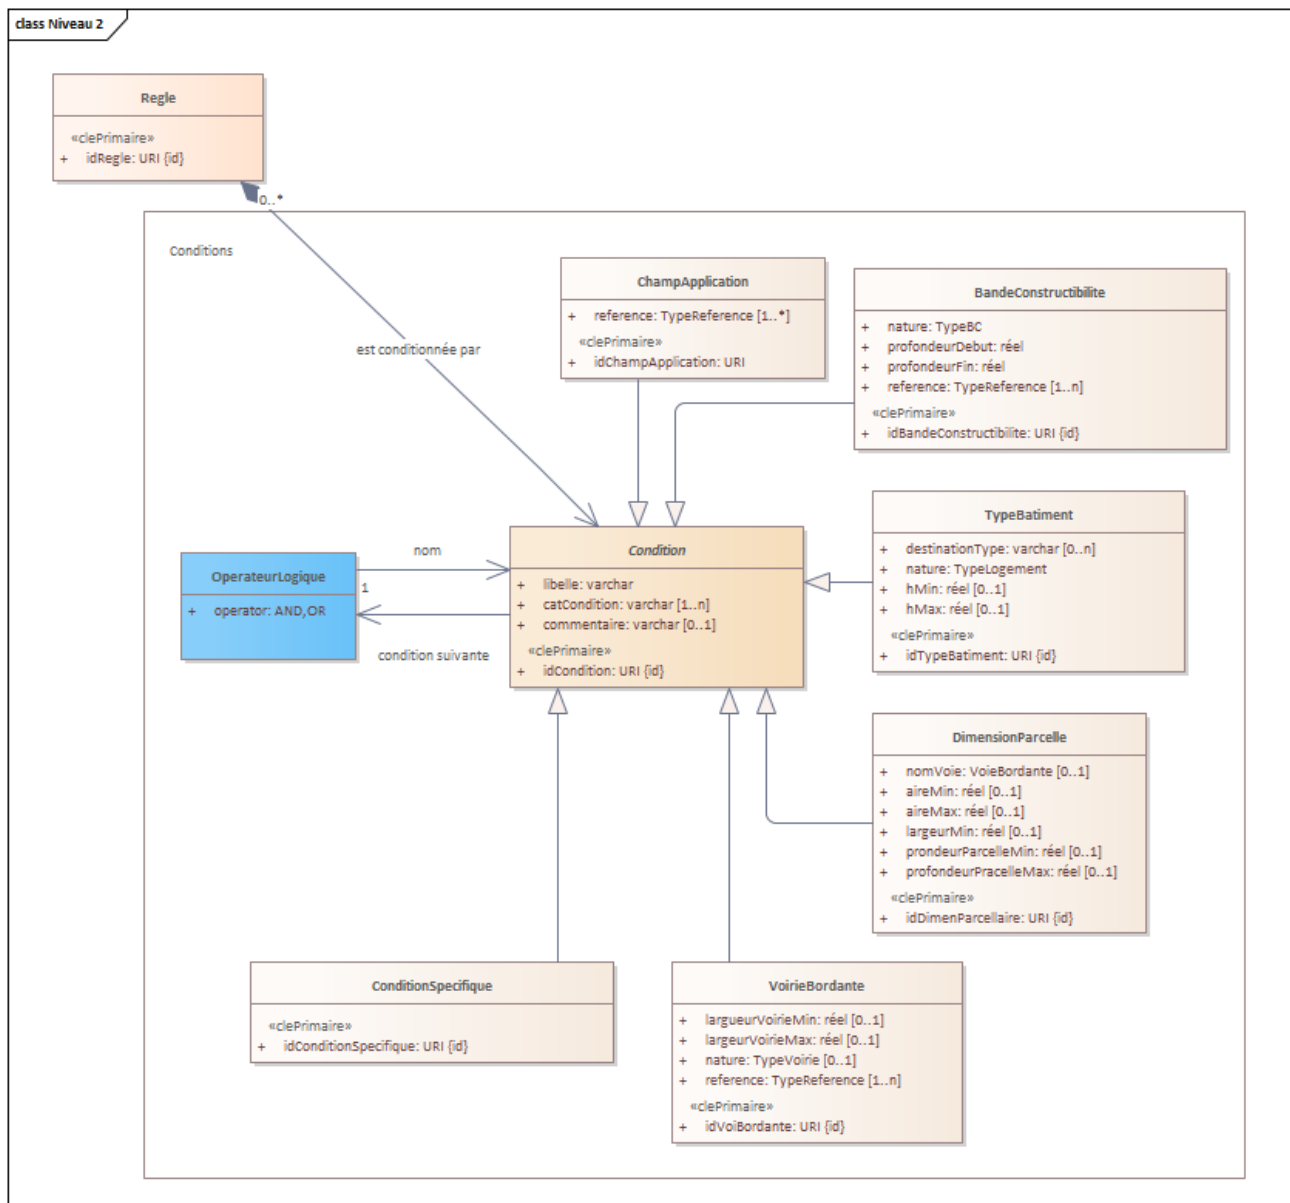 class Niveau 2
Regle
«clePrimaire»
+ idRegle: URI {id}
0..*
Conditions
est conditionnée par
ChampApplication
+ reference: TypeReference [1..*]
«clePrimaire»
+ idChampApplication: URI
BandeConstructibilite
+ nature: TypeBC
+ profondeurDebut: réel
+ profondeurFin: réel
+ reference: TypeReference [1..n]
«clePrimaire»
+ idBandeConstructibilite: URI {id}
TypeBatiment
+ destinationType: varchar [0..n]
+ nature: TypeLogement
+ hMin: réel [0..1]
+ hMax: réel [0..1]
«clePrimaire»
+ idTypeBatiment: URI {id}
OperateurLogique
+ operator: AND,OR
nom
1
condition suivante
Condition
+ libelle: varchar
+ catCondition: varchar [1..n]
+ commentaire: varchar [0..1]
«clePrimaire»
+ idCondition: URI {id}
DimensionParcelle
+ nomVoie: VoieBordante [0..1]
+ aireMin: réel [0..1]
+ aireMax: réel [0..1]
+ largeurMin: réel [0..1]
+ prondeurParcelleMin: réel [0..1]
+ profondeurPracelleMax: réel [0..1]
«clePrimaire»
+ idDimenParcellaire: URI {id}
ConditionSpecifique
«clePrimaire»
+ idConditionSpecifique: URI {id}
VoirieBordante
+ largueurVoirieMin: réel [0..1]
+ largeurVoirieMax: réel [0..1]
+ nature: TypeVoirie [0..1]
+ reference: TypeReference [1..n]
«clePrimaire»
+ idVoiBordante: URI {id}